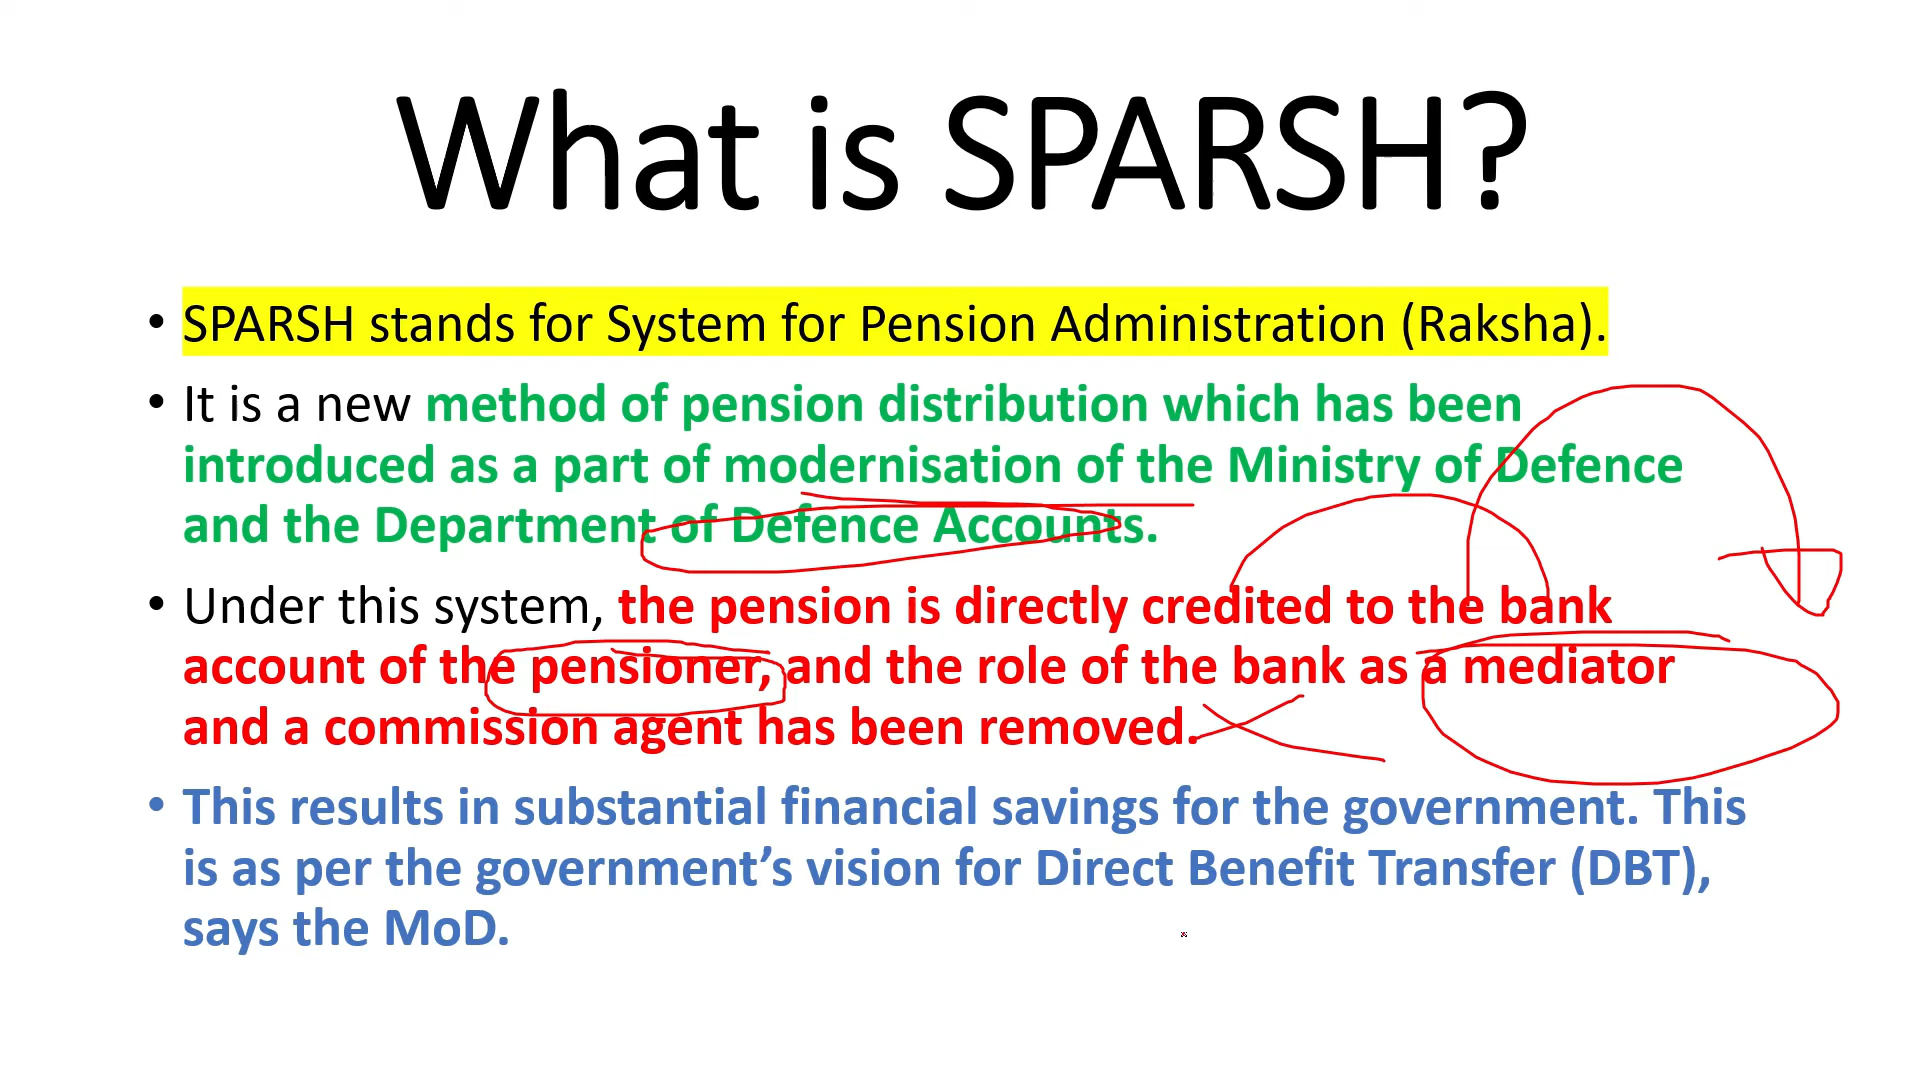 What is SPARSH?
• SPARSH stands for System for Pension Administration (Raksha).
• It is a new method of pension distribution which has been
introduced as a part of modernisation of the Ministry of Defence
and the Department of Defence Accounts.
• Under this system, the pension is directly credited to the bank
account of the pensioner, and the role of the bank as a mediator
and a commission agent has been removed.
• This results in substantial financial savings for the government. This
is as per the government’s vision for Direct Benefit Transfer (DBT),
says the MoD.